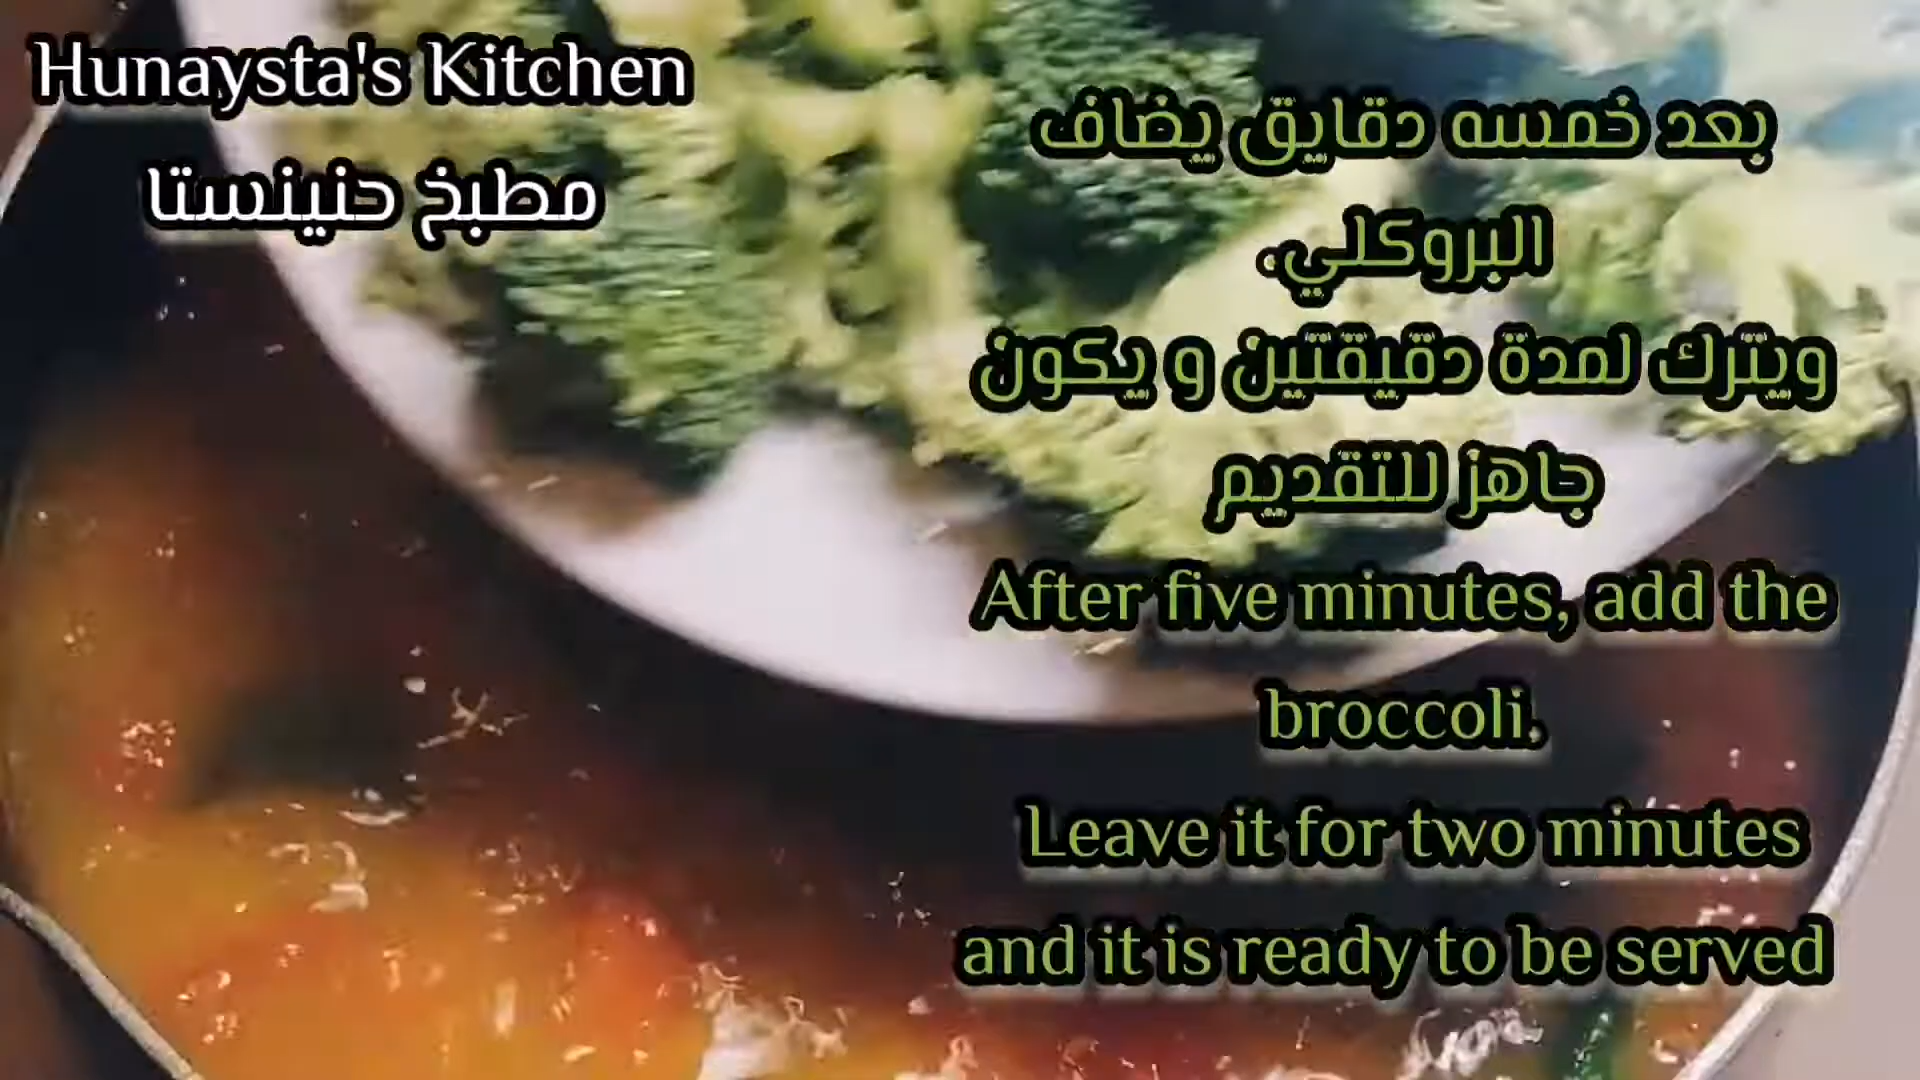 Hunaysta's Kitchen
مطبخ حنينستا
بعد خمسه دقايق يضاف
البروكلي.
ويترك لمدة دقيقتين و يكون
جاهز للتقديم
After five minutes, add the
broccoli.
Leave it for two minutes
and it is ready to be served